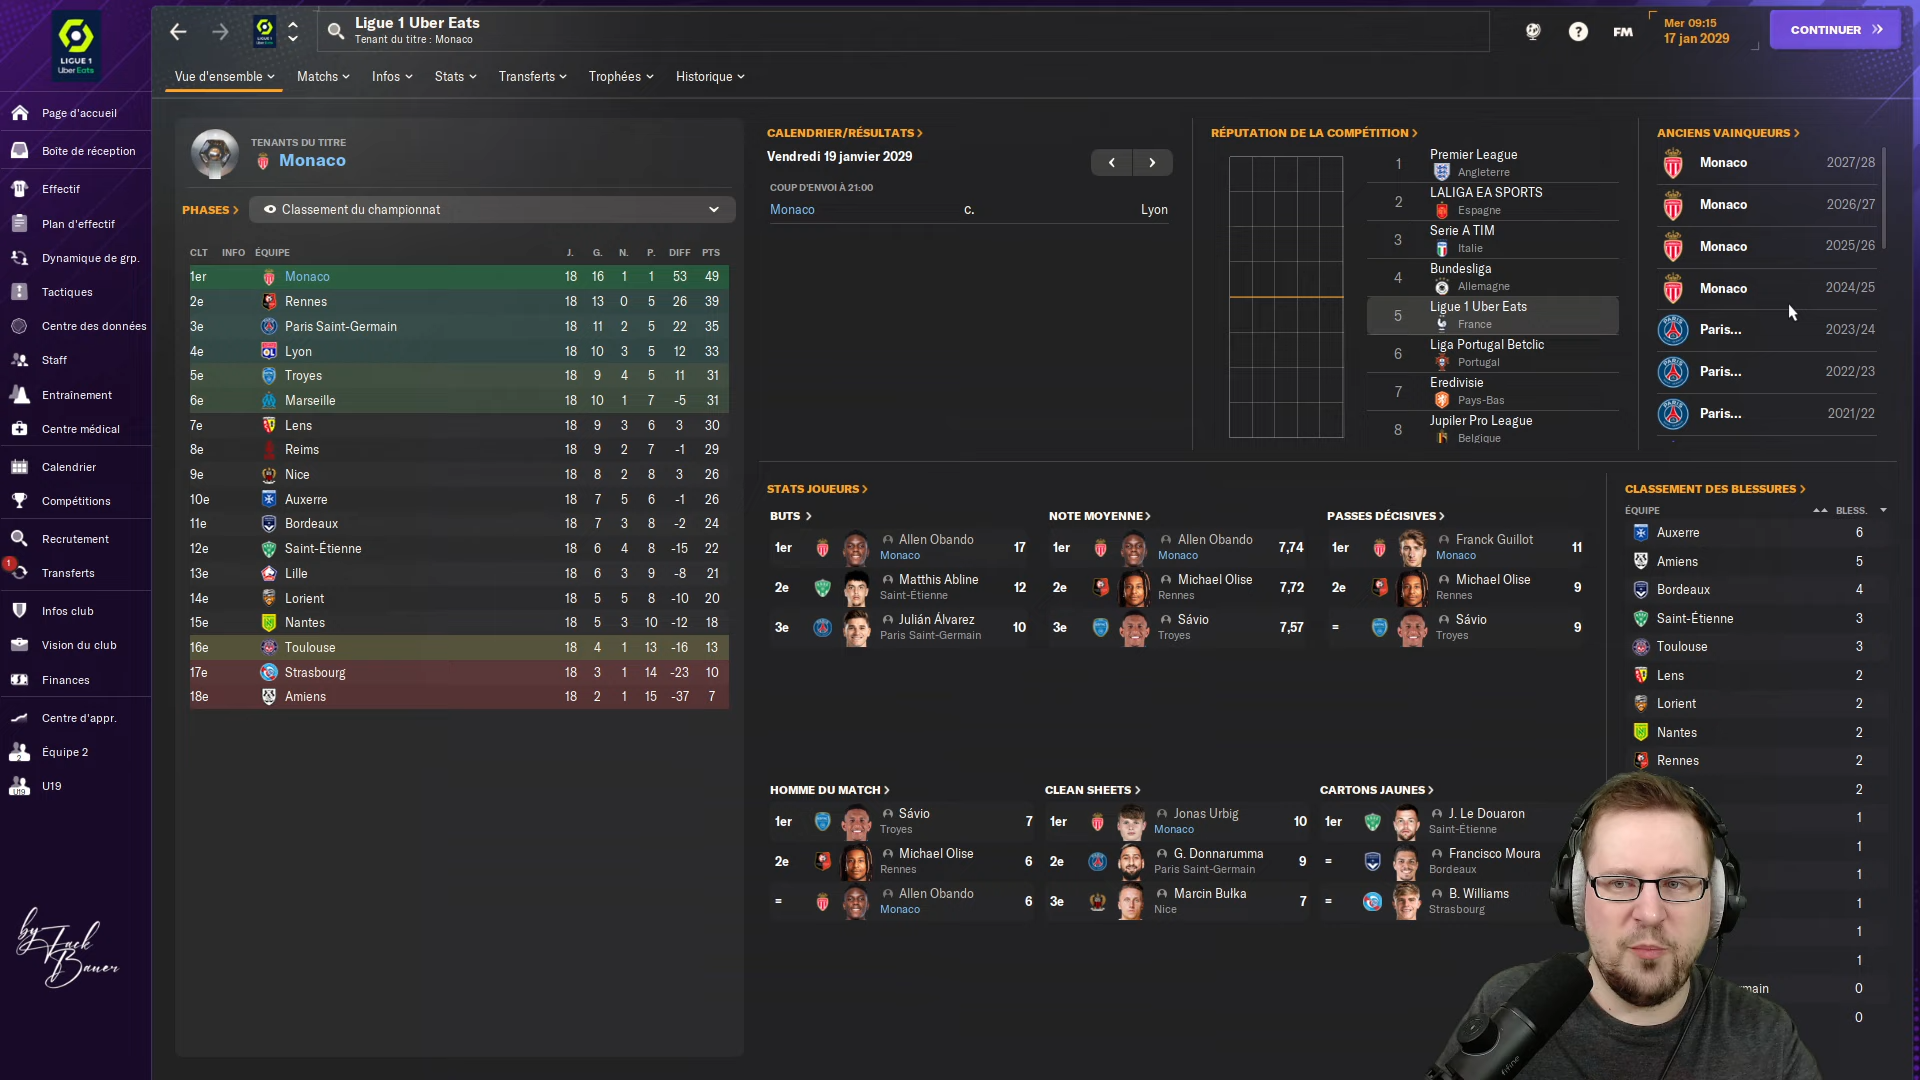 LIGUE 1
Uber Eats
Ligue 1 Uber Eats
Tenant du titre : Monaco
FM
Mer 09:15
17 jan 2029
CONTINUER
Vue d'ensemble
Matchs
Infos
Stats
Transferts
Trophées
Historique
Page d'accueil
Boîte de réception
Effectif
Plan d'effectif
Dynamique de grp.
Tactiques
Centre des données
Staff
Entraînement
Centre médical
Calendrier
Compétitions
Recrutement
1
Transferts
Infos club
Vision du club
Finances
Centre d'appr.
2
Équipe 2
U19
U19
by Jack Bauer
TENANTS DU TITRE
Monaco
PHASES
Classement du championnat
CLT INFO ÉQUIPE J. G. N. P. DIFF PTS
1er Monaco 18 16 1 1 53 49
2e Rennes 18 13 0 5 26 39
3e Paris Saint-Germain 18 11 2 5 22 35
4e Lyon 18 10 3 5 12 33
5e Troyes 18 9 4 5 11 31
6e Marseille 18 10 1 7 -5 31
7e Lens 18 9 3 6 3 30
8e Reims 18 9 2 7 -1 29
9e Nice 18 8 2 8 3 26
10e Auxerre 18 7 5 6 -1 26
11e Bordeaux 18 7 3 8 -2 24
12e Saint-Étienne 18 6 4 8 -15 22
13e Lille 18 6 3 9 -8 21
14e Lorient 18 5 5 8 -10 20
15e Nantes 18 5 3 10 -12 18
16e Toulouse 18 4 1 13 -16 13
17e Strasbourg 18 3 1 14 -23 10
18e Amiens 18 2 1 15 -37 7
CALENDRIER/RÉSULTATS
Vendredi 19 janvier 2029
COUP D'ENVOI À 21:00
Monaco c. Lyon
RÉPUTATION DE LA COMPÉTITION
1 Premier League
Angleterre
2 LALIGA EA SPORTS
Espagne
3 Serie A TIM
Italie
4 Bundesliga
Allemagne
5 Ligue 1 Uber Eats
France
6 Liga Portugal Betclic
Portugal
7 Eredivisie
Pays-Bas
8 Jupiler Pro League
Belgique
ANCIENS VAINQUEURS
Monaco 2027/28
Monaco 2026/27
Monaco 2025/26
Monaco 2024/25
Paris... 2023/24
Paris... 2022/23
Paris... 2021/22
STATS JOUEURS
BUTS
1er Allen Obando 17
Monaco
2e Matthis Abline 12
Saint-Étienne
3e Julián Álvarez 10
Paris Saint-Germain
NOTE MOYENNE
1er Allen Obando 7,74
Monaco
2e Michael Olise 7,72
Rennes
3e Sávio 7,57
Troyes
PASSES DÉCISIVES
1er Franck Guillot 11
Monaco
2e Michael Olise 9
Rennes
= Sávio 9
Troyes
HOMME DU MATCH
1er Sávio 7
Troyes
2e Michael Olise 6
Rennes
= Allen Obando 6
Monaco
CLEAN SHEETS
1er Jonas Urbig 10
Monaco
2e G. Donnarumma 9
Paris Saint-Germain
3e Marcin Bułka 7
Nice
CARTONS JAUNES
1er J. Le Douaron
Saint-Étienne
= Francisco Moura
Bordeaux
= B. Williams
Strasbourg
CLASSEMENT DES BLESSURES
ÉQUIPE BLESS.
Auxerre 6
Amiens 5
Bordeaux 4
Saint-Étienne 3
Toulouse 3
Lens 2
Lorient 2
Nantes 2
Rennes 2
2
1
1
1
1
1
1
rmain 0
0
fifine